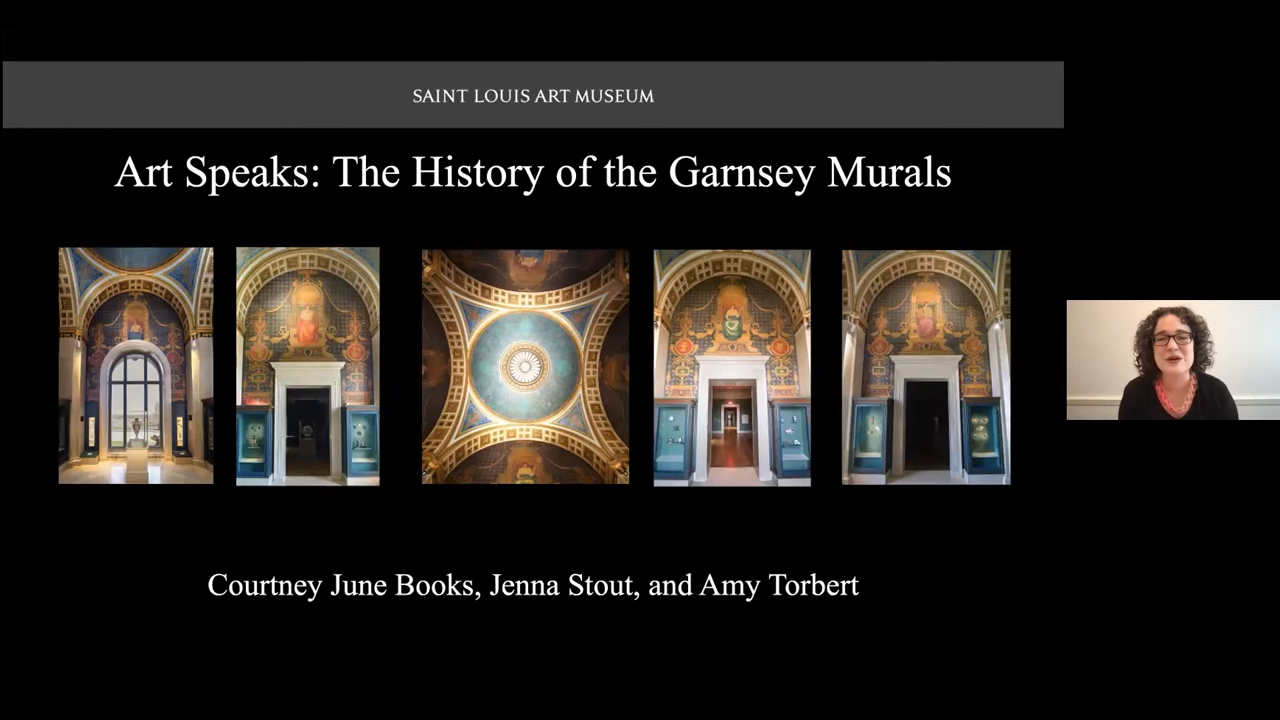 SAINT LOUIS ART MUSEUM
Art Speaks: The History of the Garnsey Murals
Courtney June Books, Jenna Stout, and Amy Torbert